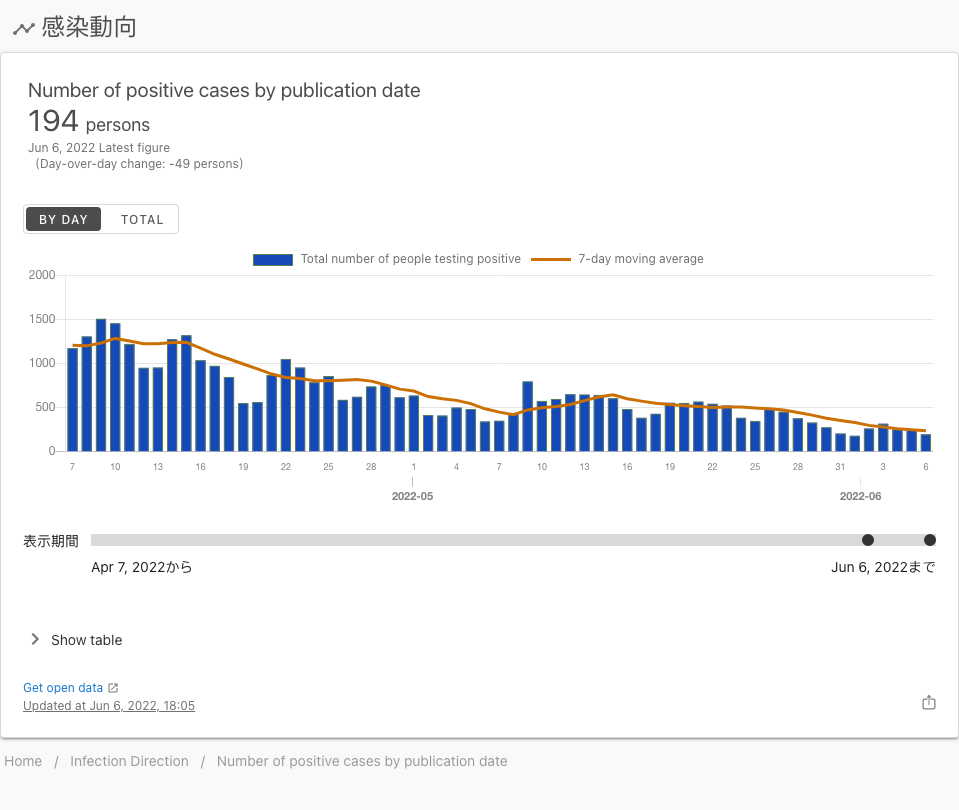 感染動向
Number of positive cases by publication date
194 persons
Jun 6, 2022 Latest figure
(Day-over-day change: -49 persons)
BY DAY TOTAL
Total number of people testing positive 7-day moving average
2000
1500
1000
500
0
7 10 13 16 19 22 25 28 1 4 7 10 13 16 19 22 25 28 31 3 6
2022-05 2022-06
表示期間
Apr 7, 2022から Jun 6, 2022まで
Show table
Get open data
Updated at Jun 6, 2022, 18:05
Home / Infection Direction / Number of positive cases by publication date